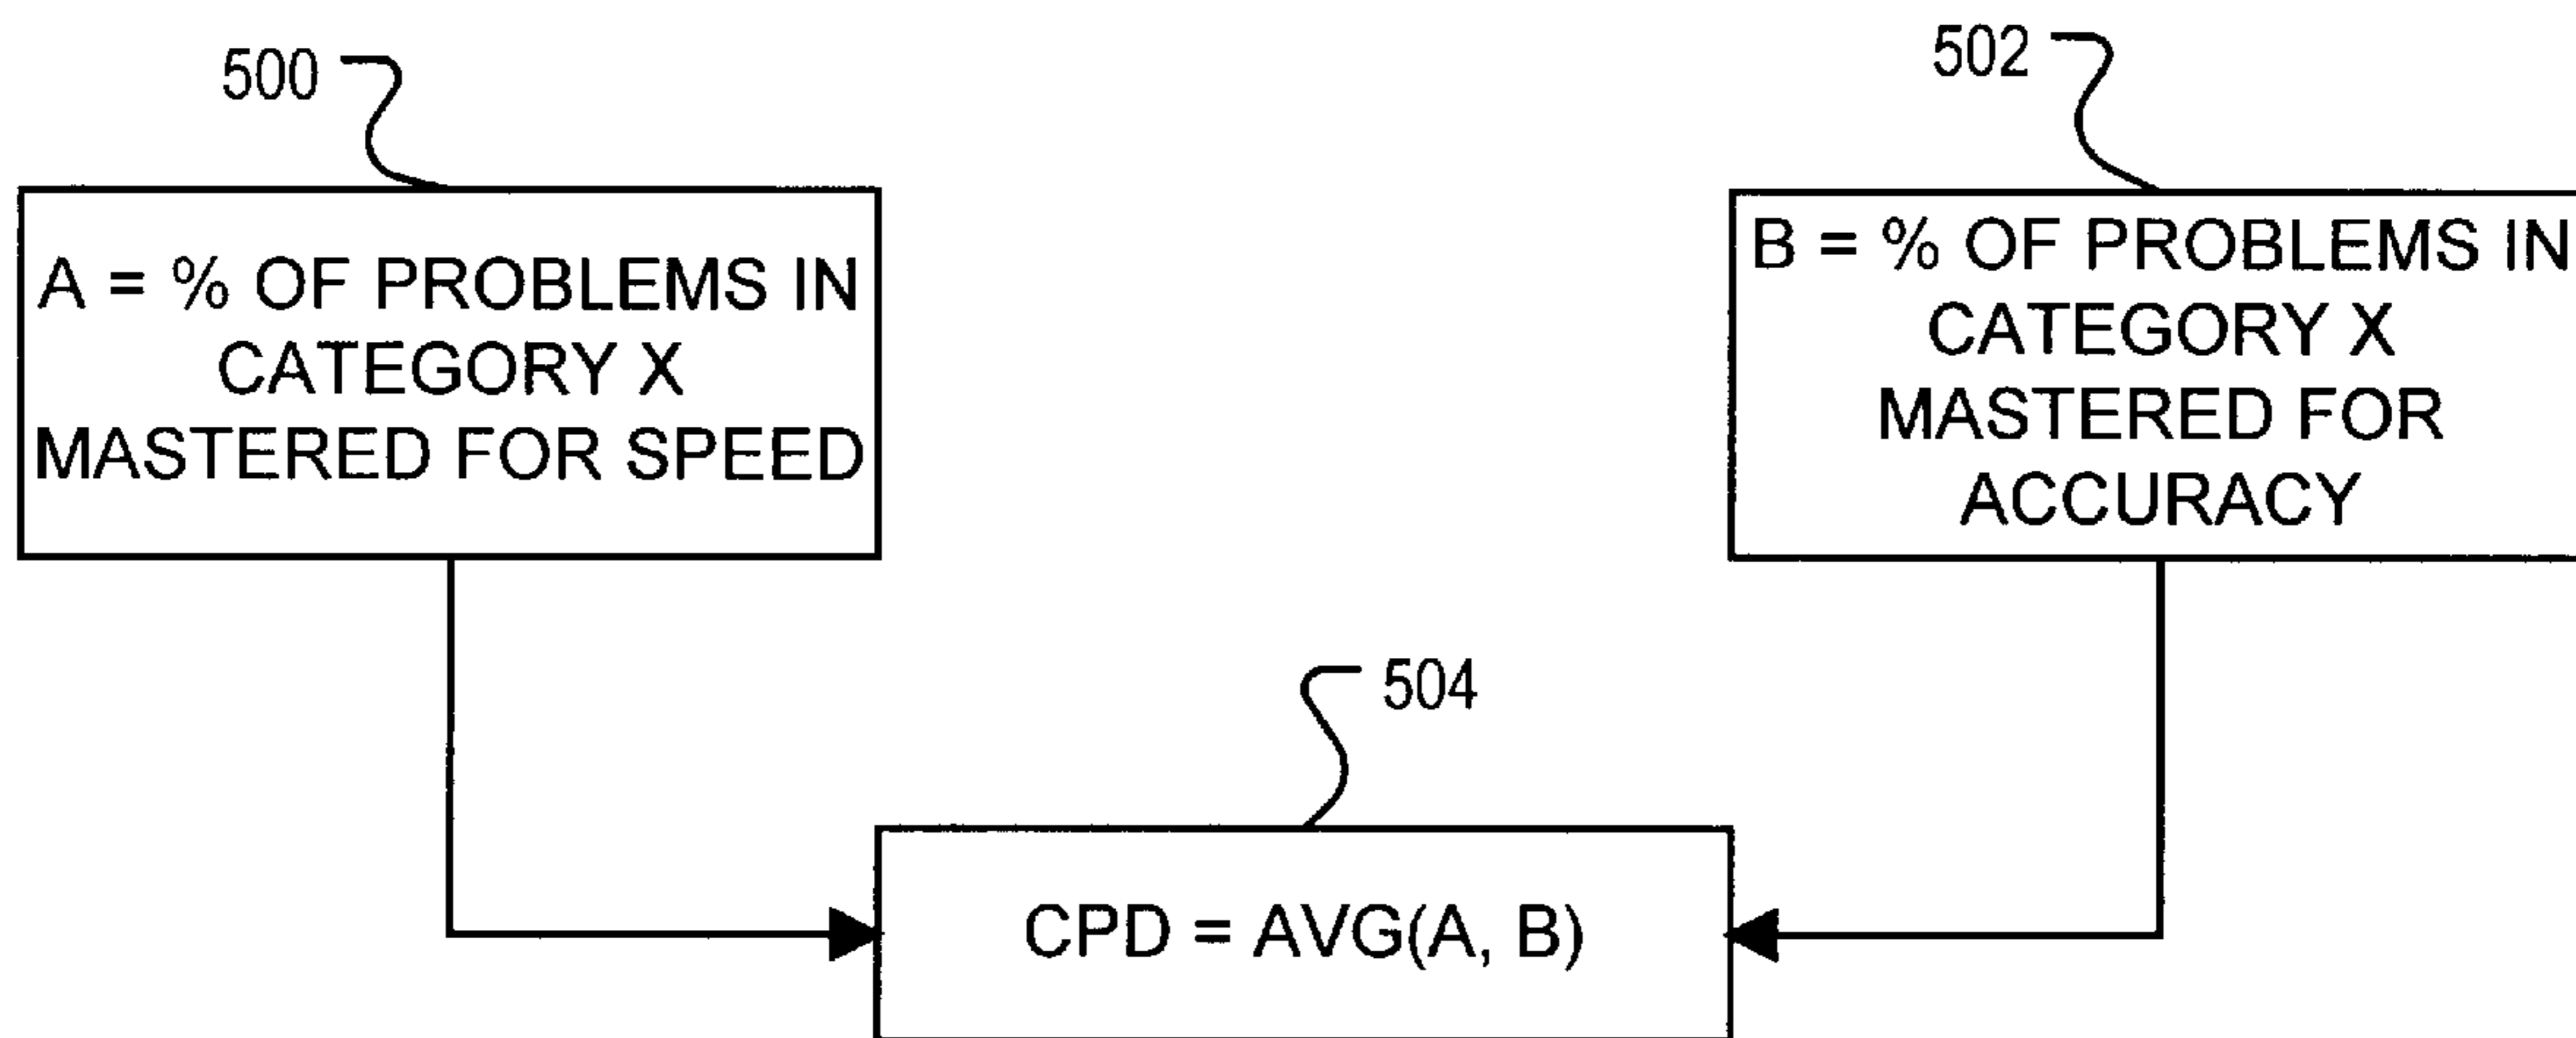 500
502
A = % OF PROBLEMS IN
CATEGORY X
MASTERED FOR SPEED
B = % OF PROBLEMS IN
CATEGORY X
MASTERED FOR
ACCURACY
504
CPD = AVG(A, B)